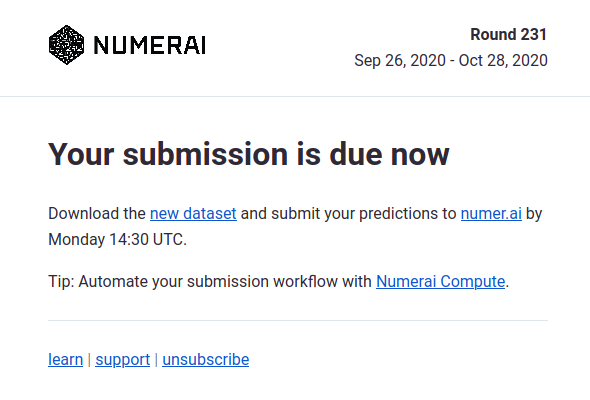 NUMERAI
Round 231
Sep 26, 2020 - Oct 28, 2020
Your submission is due now
Download the new dataset and submit your predictions to numer.ai by
Monday 14:30 UTC.
Tip: Automate your submission workflow with Numerai Compute.
learn | support | unsubscribe